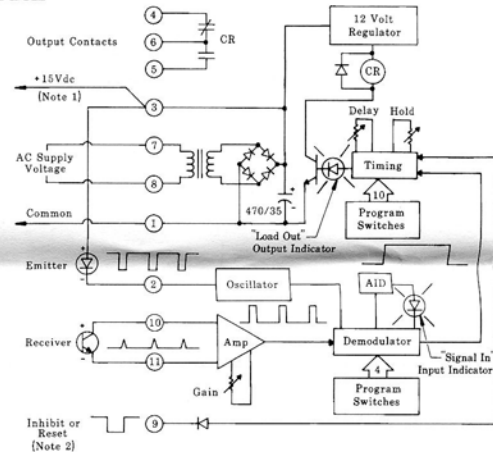 4
Output Contacts
6
CR
5
12 Volt
Regulator
CR
+15Vdc
(Note 1)
3
Delay
Hold
7
AC Supply
Voltage
8
Timing
Common
1
470/35
+
-
10
Program
Switches
"Load Out"
Output Indicator
+
Emitter
-
2
Oscillator
AID
10
+
Receiver
-
11
Amp
Gain
Demodulator
"Signal In"
Input Indicator
4
Program
Switches
Inhibit or
Reset
(Note 2)
9